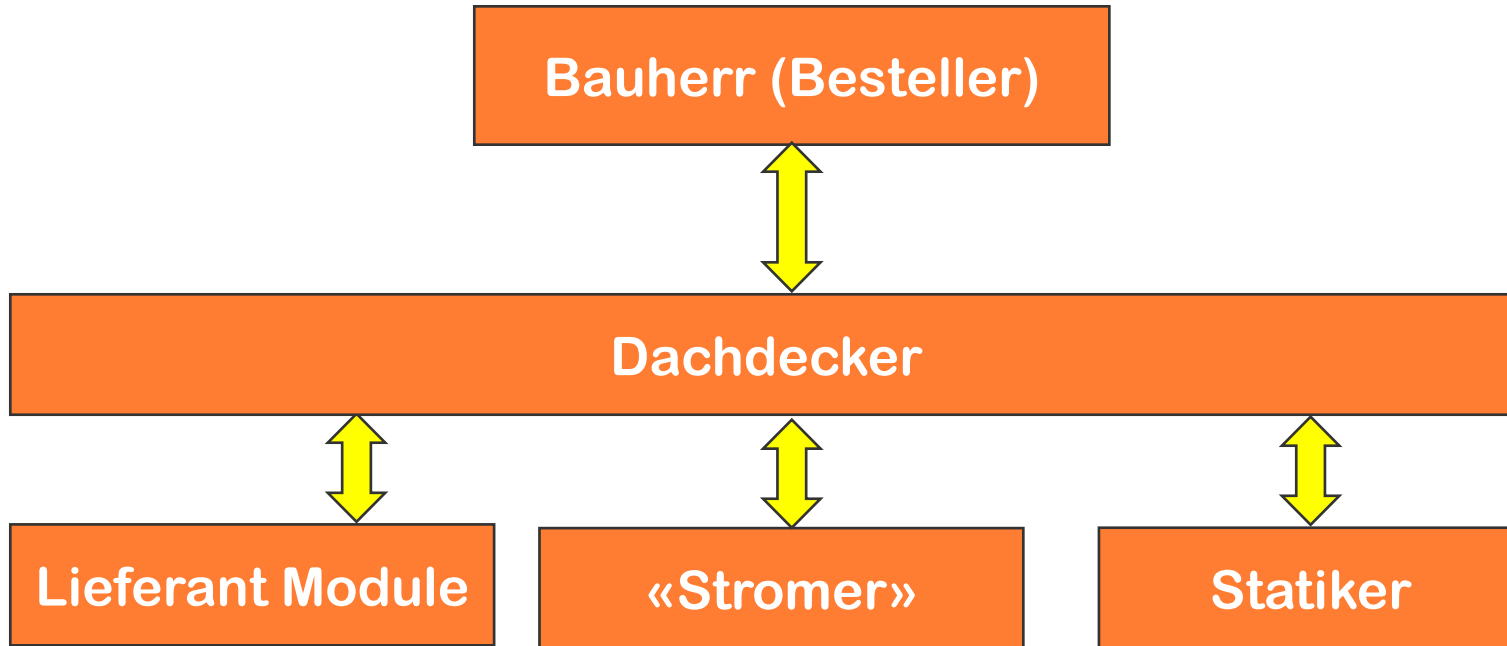 Bauherr (Besteller)
Dachdecker
Lieferant Module
«Stromer»
Statiker